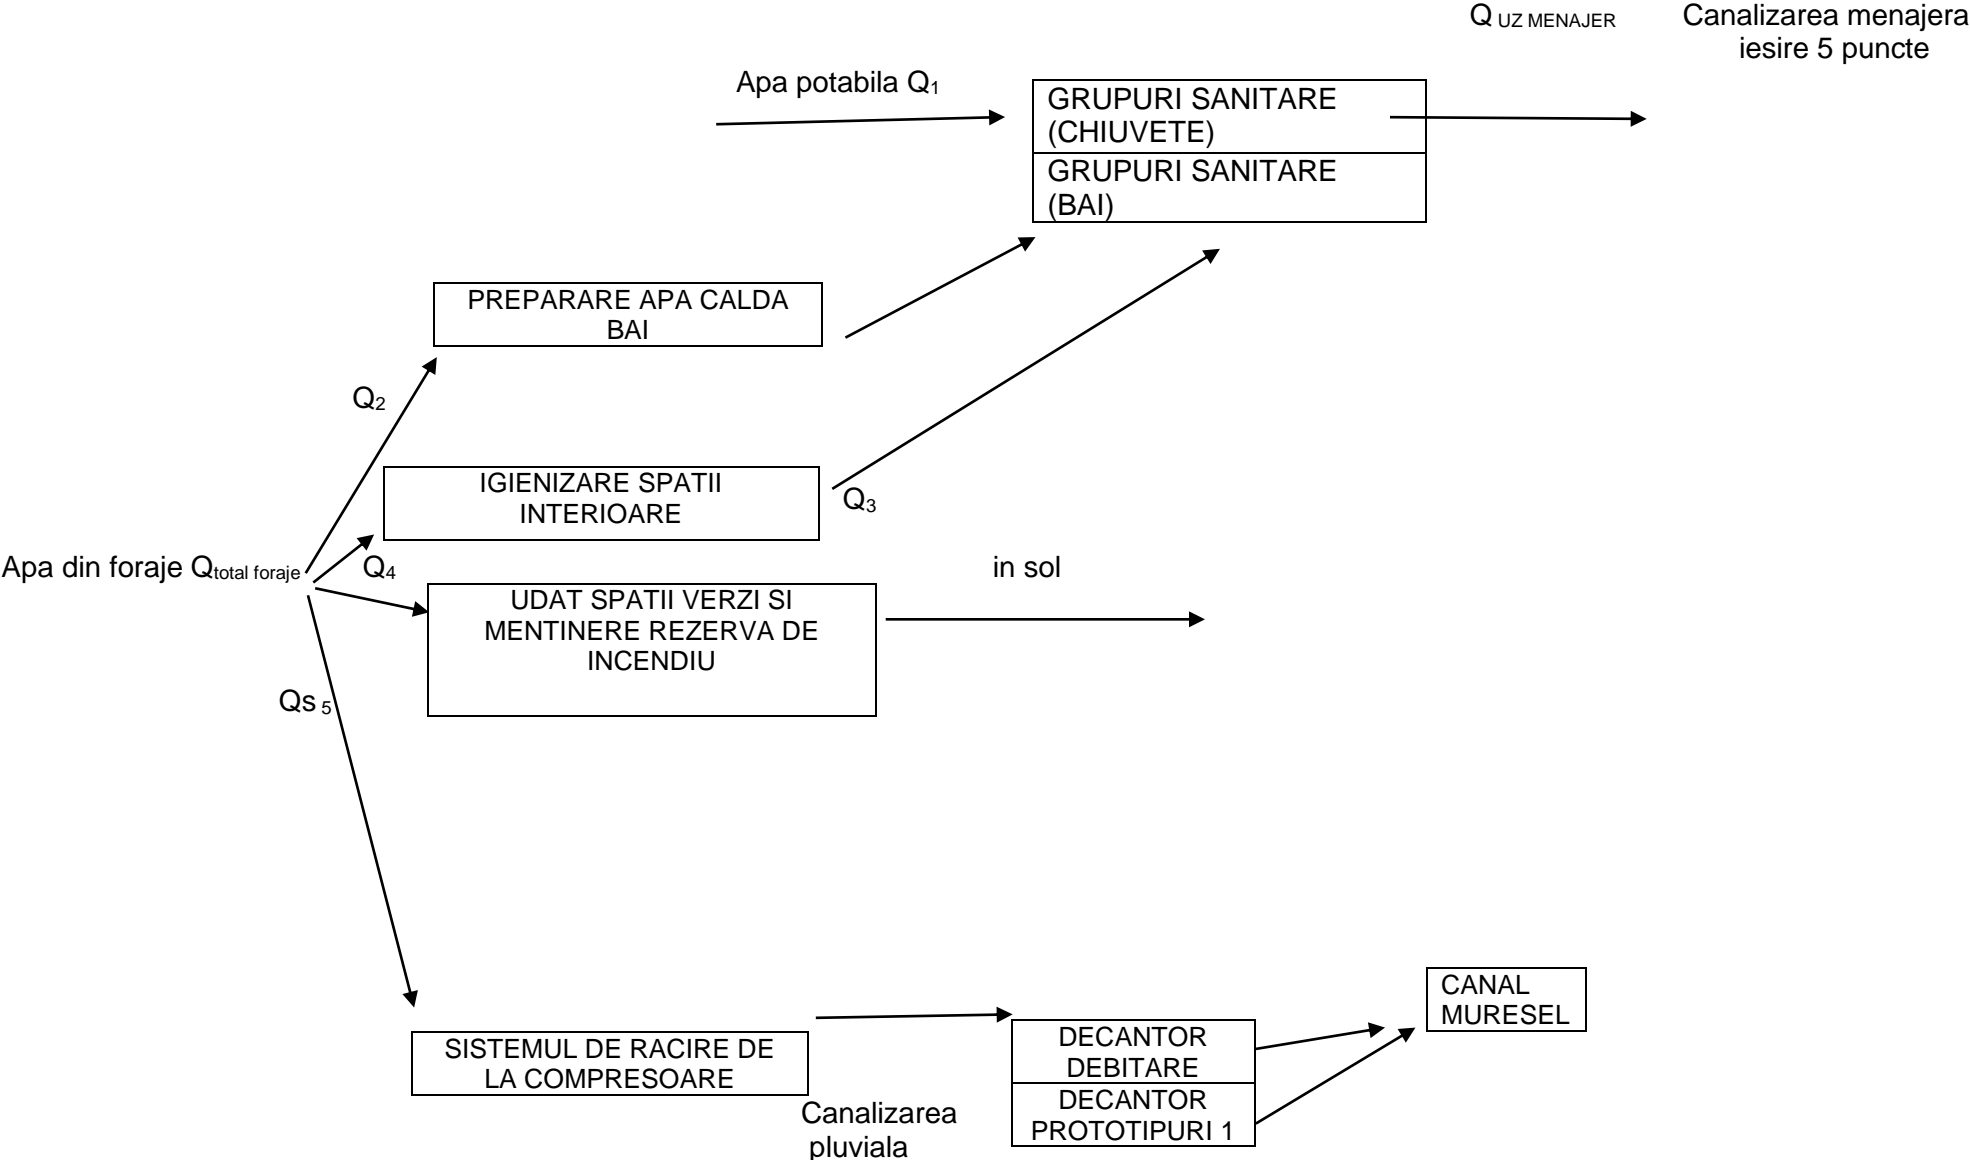 Q UZ MENAJER
Canalizarea menajera
iesire 5 puncte
Apa potabila Q1
GRUPURI SANITARE
(CHIUVETE)
GRUPURI SANITARE
(BAI)
PREPARARE APA CALDA
BAI
Q2
IGIENIZARE SPATII
INTERIOARE
Q3
Apa din foraje Qtotal foraje
Q4
in sol
UDAT SPATII VERZI SI
MENTINERE REZERVA DE
INCENDIU
Qs 5
CANAL
MURESEL
SISTEMUL DE RACIRE DE
LA COMPRESOARE
DECANTOR
DEBITARE
DECANTOR
PROTOTIPURI 1
Canalizarea
pluviala